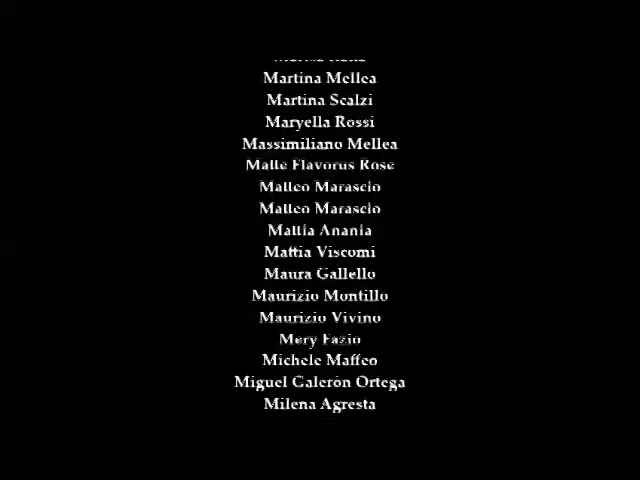 Martina Mellea
Martina Scalzi
Maryella Rossi
Massimiliano Mellea
Matte Flavorus Rose
Matteo Marascio
Matteo Marascio
Mattia Anania
Mattia Viscomi
Maura Gallello
Maurizio Montillo
Maurizio Vivino
Mery Fazio
Michele Maffeo
Miguel Galerón Ortega
Milena Agresta